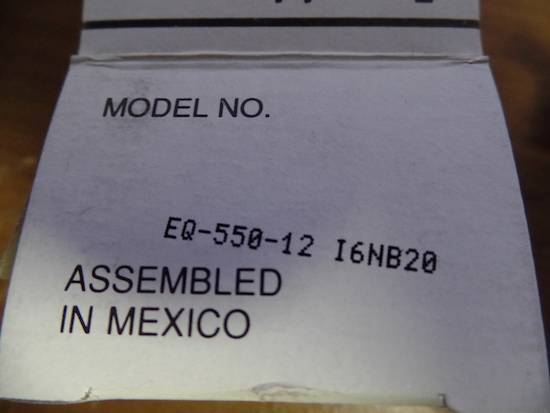 MODEL NO.
EQ-550-12 I6NB20
ASSEMBLED
IN MEXICO